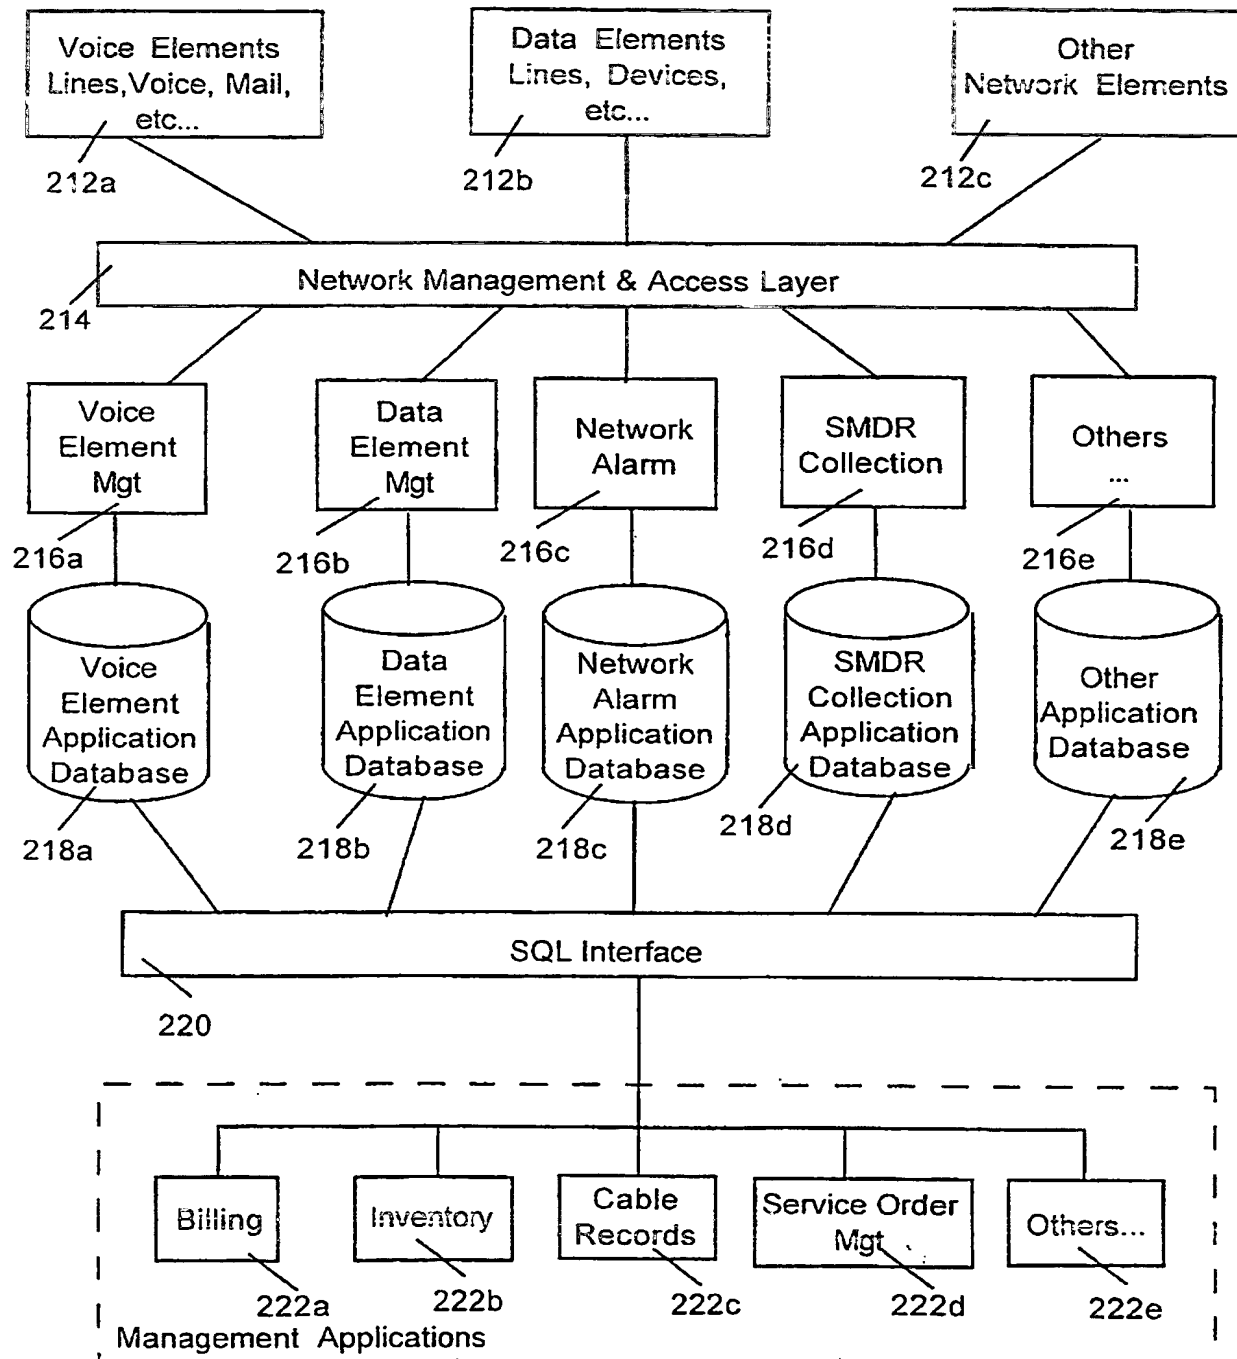 Voice Elements
Lines,Voice, Mail,
etc...
Data Elements
Lines, Devices,
etc...
Other
Network Elements
212a
212b
212c
Network Management & Access Layer
214
Voice
Element
Mgt
Data
Element
Mgt
Network
Alarm
SMDR
Collection
Others
...
216a
216b
216c
216d
216e
Voice
Element
Application
Database
Data
Element
Application
Database
Network
Alarm
Application
Database
SMDR
Collection
Application
Database
Other
Application
Database
218a
218b
218c
218d
218e
SQL Interface
220
Billing
Inventory
Cable
Records
Service Order
Mgt
Others...
222a
222b
222c
222d
222e
Management Applications